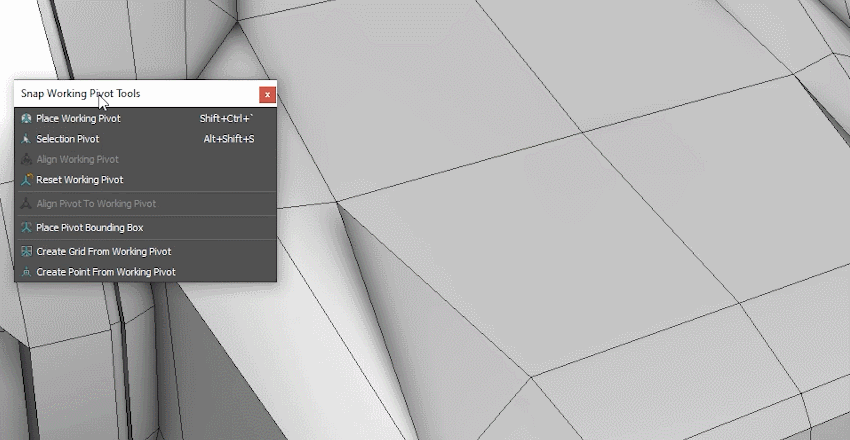 Snap Working Pivot Tools
x
Place Working Pivot Shift+Ctrl+`
Selection Pivot Alt+Shift+S
Align Working Pivot
Reset Working Pivot
Align Pivot To Working Pivot
Place Pivot Bounding Box
Create Grid From Working Pivot
Create Point From Working Pivot